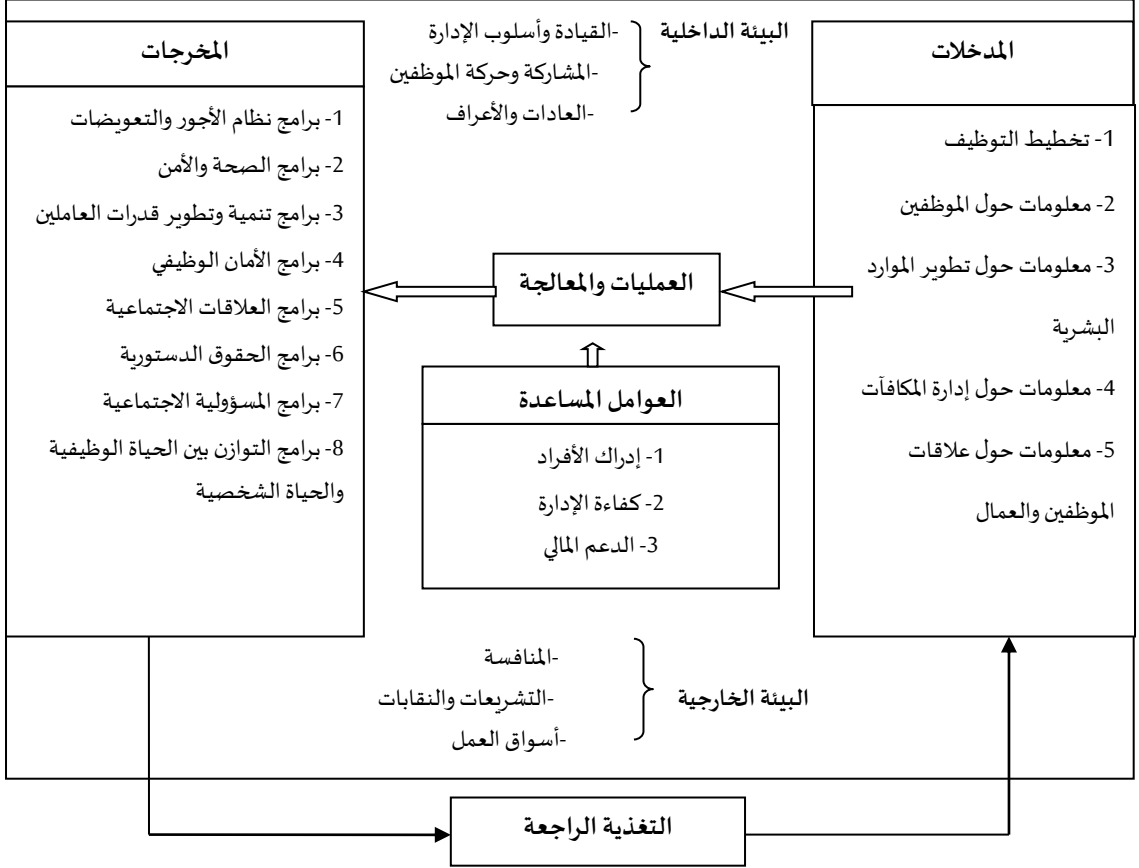 المدخلات
1- تخطيط التوظيف
2- معلومات حول الموظفين
3- معلومات حول تطوير الموارد
البشرية
4- معلومات حول إدارة المكافآت
5- معلومات حول علاقات
الموظفين والعمال
البيئة الداخلية
-القيادة وأسلوب الإدارة
-المشاركة وحركة الموظفين
-العادات والأعراف
العمليات والمعالجة
العوامل المساعدة
1- إدراك الأفراد
2- كفاءة الإدارة
3- الدعم المالي
البيئة الخارجية
-المنافسة
-التشريعات والنقابات
-أسواق العمل
المخرجات
1- برامج نظام الأجور والتعويضات
2- برامج الصحة والأمن
3- برامج تنمية وتطوير قدرات العاملين
4- برامج الأمان الوظيفي
5- برامج العلاقات الاجتماعية
6- برامج الحقوق الدستورية
7- برامج المسؤولية الاجتماعية
8- برامج التوازن بين الحياة الوظيفية
والحياة الشخصية
التغذية الراجعة